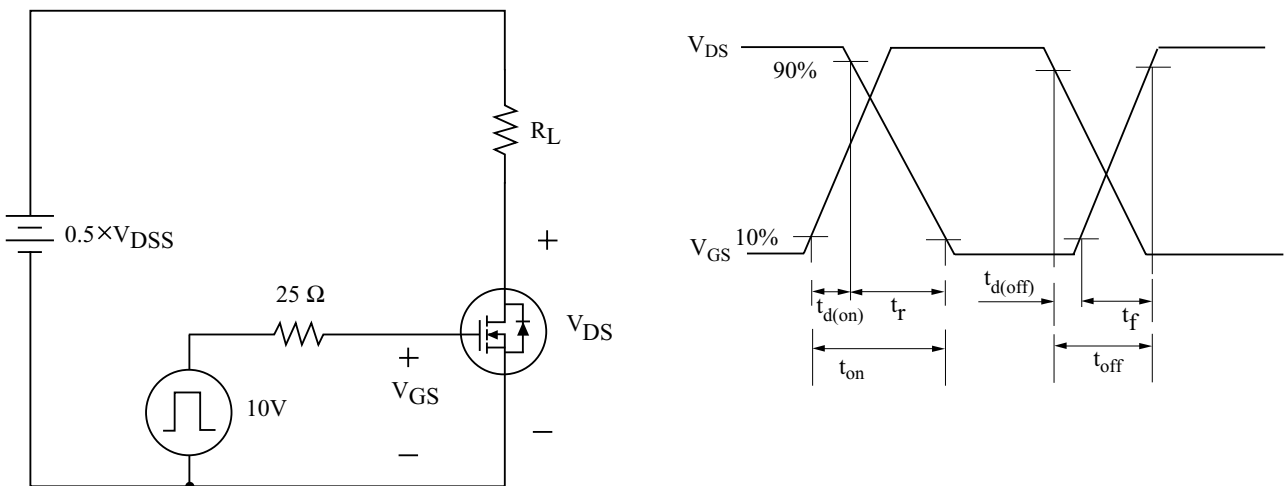 R_L
0.5×V_DSS
25 Ω
10V
+
V_GS
−
+
V_DS
−
V_DS
90%
V_GS
10%
t_d(on)
t_r
t_on
t_d(off)
t_f
t_off